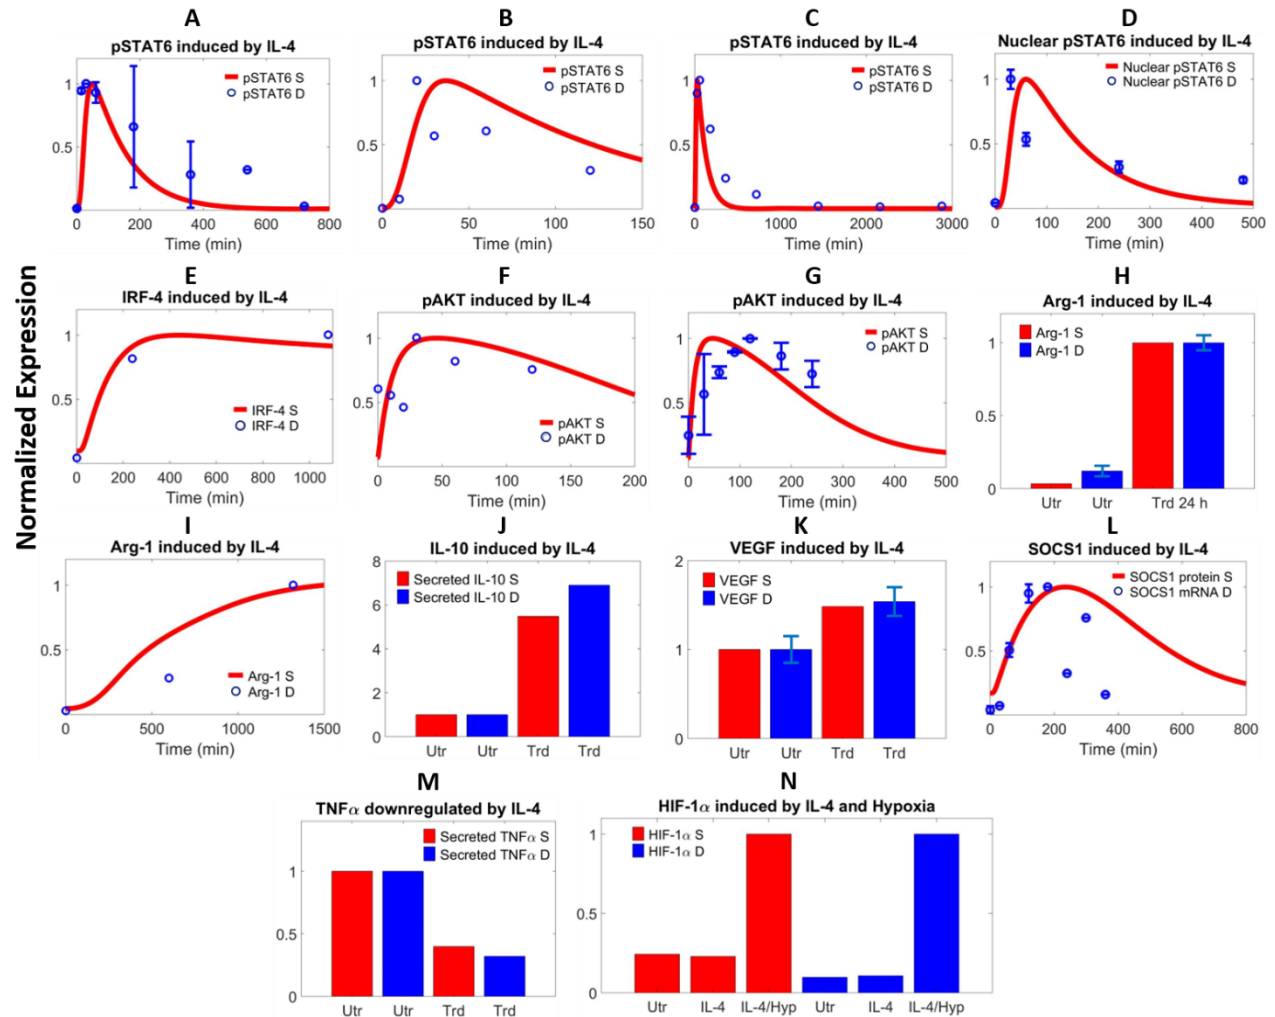 A
B
C
D
pSTAT6 induced by IL-4
pSTAT6 induced by IL-4
pSTAT6 induced by IL-4
Nuclear pSTAT6 induced by IL-4
pSTAT6 S
pSTAT6 D
1
0.5
0
0 200 400 600 800
Time (min)
pSTAT6 S
pSTAT6 D
1
0.5
0
0 50 100 150
Time (min)
pSTAT6 S
pSTAT6 D
1
0.5
0
0 1000 2000 3000
Time (min)
Nuclear pSTAT6 S
Nuclear pSTAT6 D
1
0.5
0
0 100 200 300 400 500
Time (min)
Normalized Expression
E
F
G
H
IRF-4 induced by IL-4
pAKT induced by IL-4
pAKT induced by IL-4
Arg-1 induced by IL-4
1
0.5
IRF-4 S
IRF-4 D
0 200 400 600 800 1000
Time (min)
1
0.5
pAKT S
pAKT D
0 50 100 150 200
Time (min)
pAKT S
pAKT D
1
0.5
0 100 200 300 400 500
Time (min)
Arg-1 S
Arg-1 D
1
0.5
0
Utr Utr Trd 24 h
I
J
K
L
Arg-1 induced by IL-4
IL-10 induced by IL-4
VEGF induced by IL-4
SOCS1 induced by IL-4
1
0.5
0
Arg-1 S
Arg-1 D
0 500 1000 1500
Time (min)
Secreted IL-10 S
Secreted IL-10 D
8
6
4
2
0
Utr Utr Trd Trd
VEGF S
VEGF D
2
1
0
Utr Utr Trd Trd
SOCS1 protein S
SOCS1 mRNA D
1
0.5
0 200 400 600 800
Time (min)
M
N
TNFα downregulated by IL-4
HIF-1α induced by IL-4 and Hypoxia
Secreted TNFα S
Secreted TNFα D
1
0.5
0
Utr Utr Trd Trd
HIF-1α S
HIF-1α D
1
0.5
0
Utr IL-4 IL-4/Hyp Utr IL-4 IL-4/Hyp